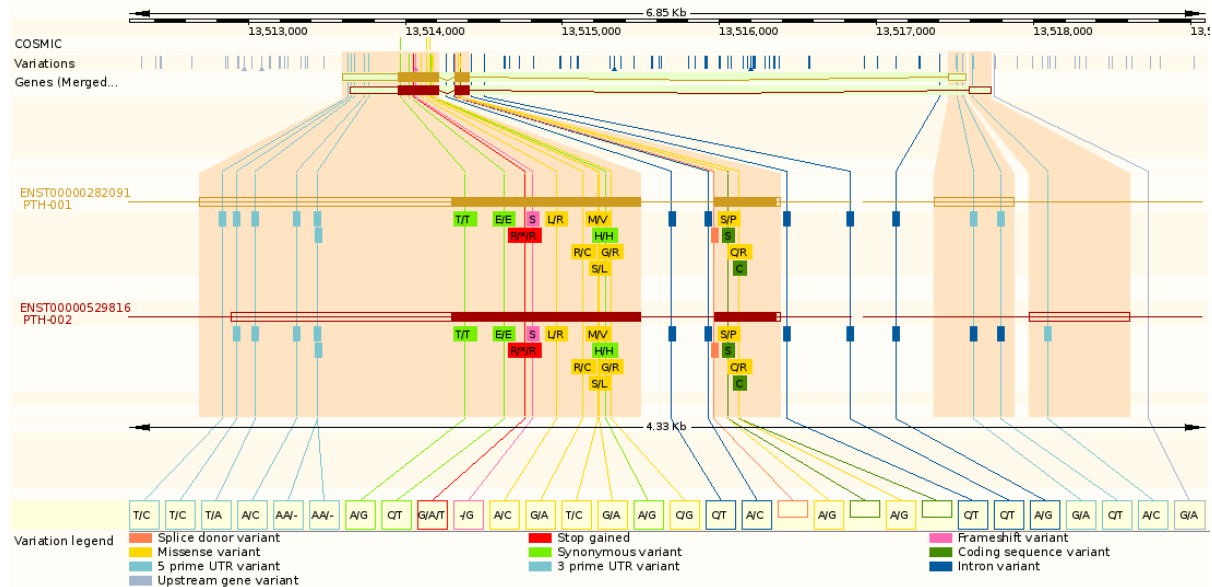 6.85 Kb
13,513,000 13,514,000 13,515,000 13,516,000 13,517,000 13,518,000 13,5
COSMIC
Variations
Genes (Merged...
ENST00000282091
PTH-001
T/T E/E S L/R M/V S/P
R/*/R H/H S
R/C G/R C/R
S/L C
ENST00000529816
PTH-002
T/T E/E S L/R M/V S/P
R/*/R H/H S
R/C G/R C/R
S/L C
4.33 Kb
T/C T/C T/A A/C AA/- AA/- A/G C/T G/A/T -/G A/C G/A T/C G/A A/G C/G C/T A/C A/G A/G C/T C/T A/G G/A C/T A/C G/A
Variation legend
Splice donor variant Stop gained Frameshift variant
Missense variant Synonymous variant Coding sequence variant
5 prime UTR variant 3 prime UTR variant Intron variant
Upstream gene variant